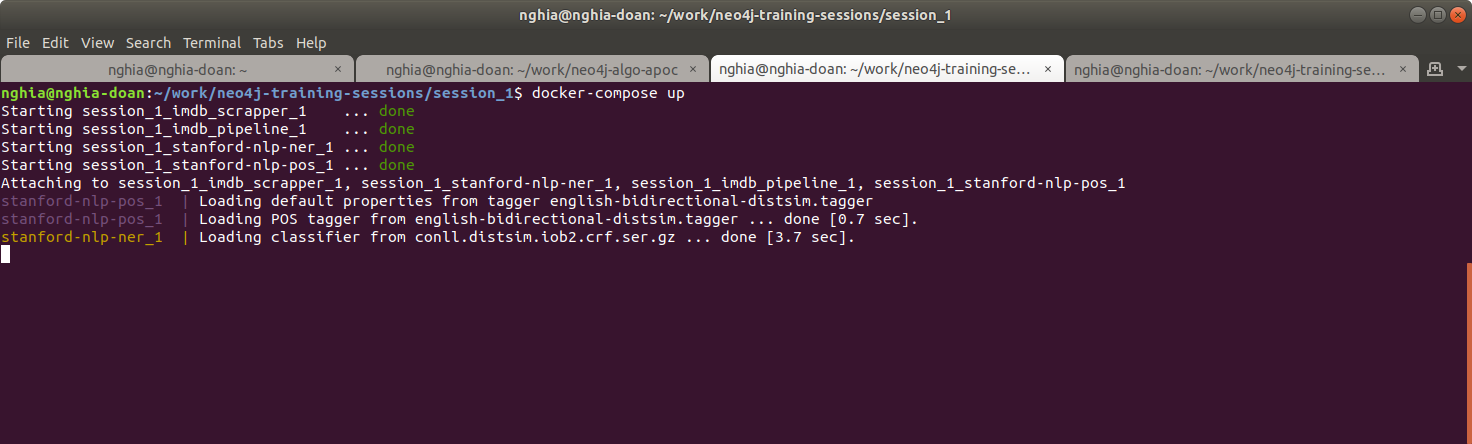 nghia@nghia-doan: ~/work/neo4j-training-sessions/session_1
File Edit View Search Terminal Tabs Help
nghia@nghia-doan: ~ × nghia@nghia-doan: ~/work/neo4j-algo-apoc × nghia@nghia-doan: ~/work/neo4j-training-se... × nghia@nghia-doan: ~/work/neo4j-training-se... ×
nghia@nghia-doan:~/work/neo4j-training-sessions/session_1$ docker-compose up
Starting session_1_imdb_scrapper_1    ... done
Starting session_1_imdb_pipeline_1    ... done
Starting session_1_stanford-nlp-ner_1 ... done
Starting session_1_stanford-nlp-pos_1 ... done
Attaching to session_1_imdb_scrapper_1, session_1_stanford-nlp-ner_1, session_1_imdb_pipeline_1, session_1_stanford-nlp-pos_1
stanford-nlp-pos_1  | Loading default properties from tagger english-bidirectional-distsim.tagger
stanford-nlp-pos_1  | Loading POS tagger from english-bidirectional-distsim.tagger ... done [0.7 sec].
stanford-nlp-ner_1  | Loading classifier from conll.distsim.iob2.crf.ser.gz ... done [3.7 sec].